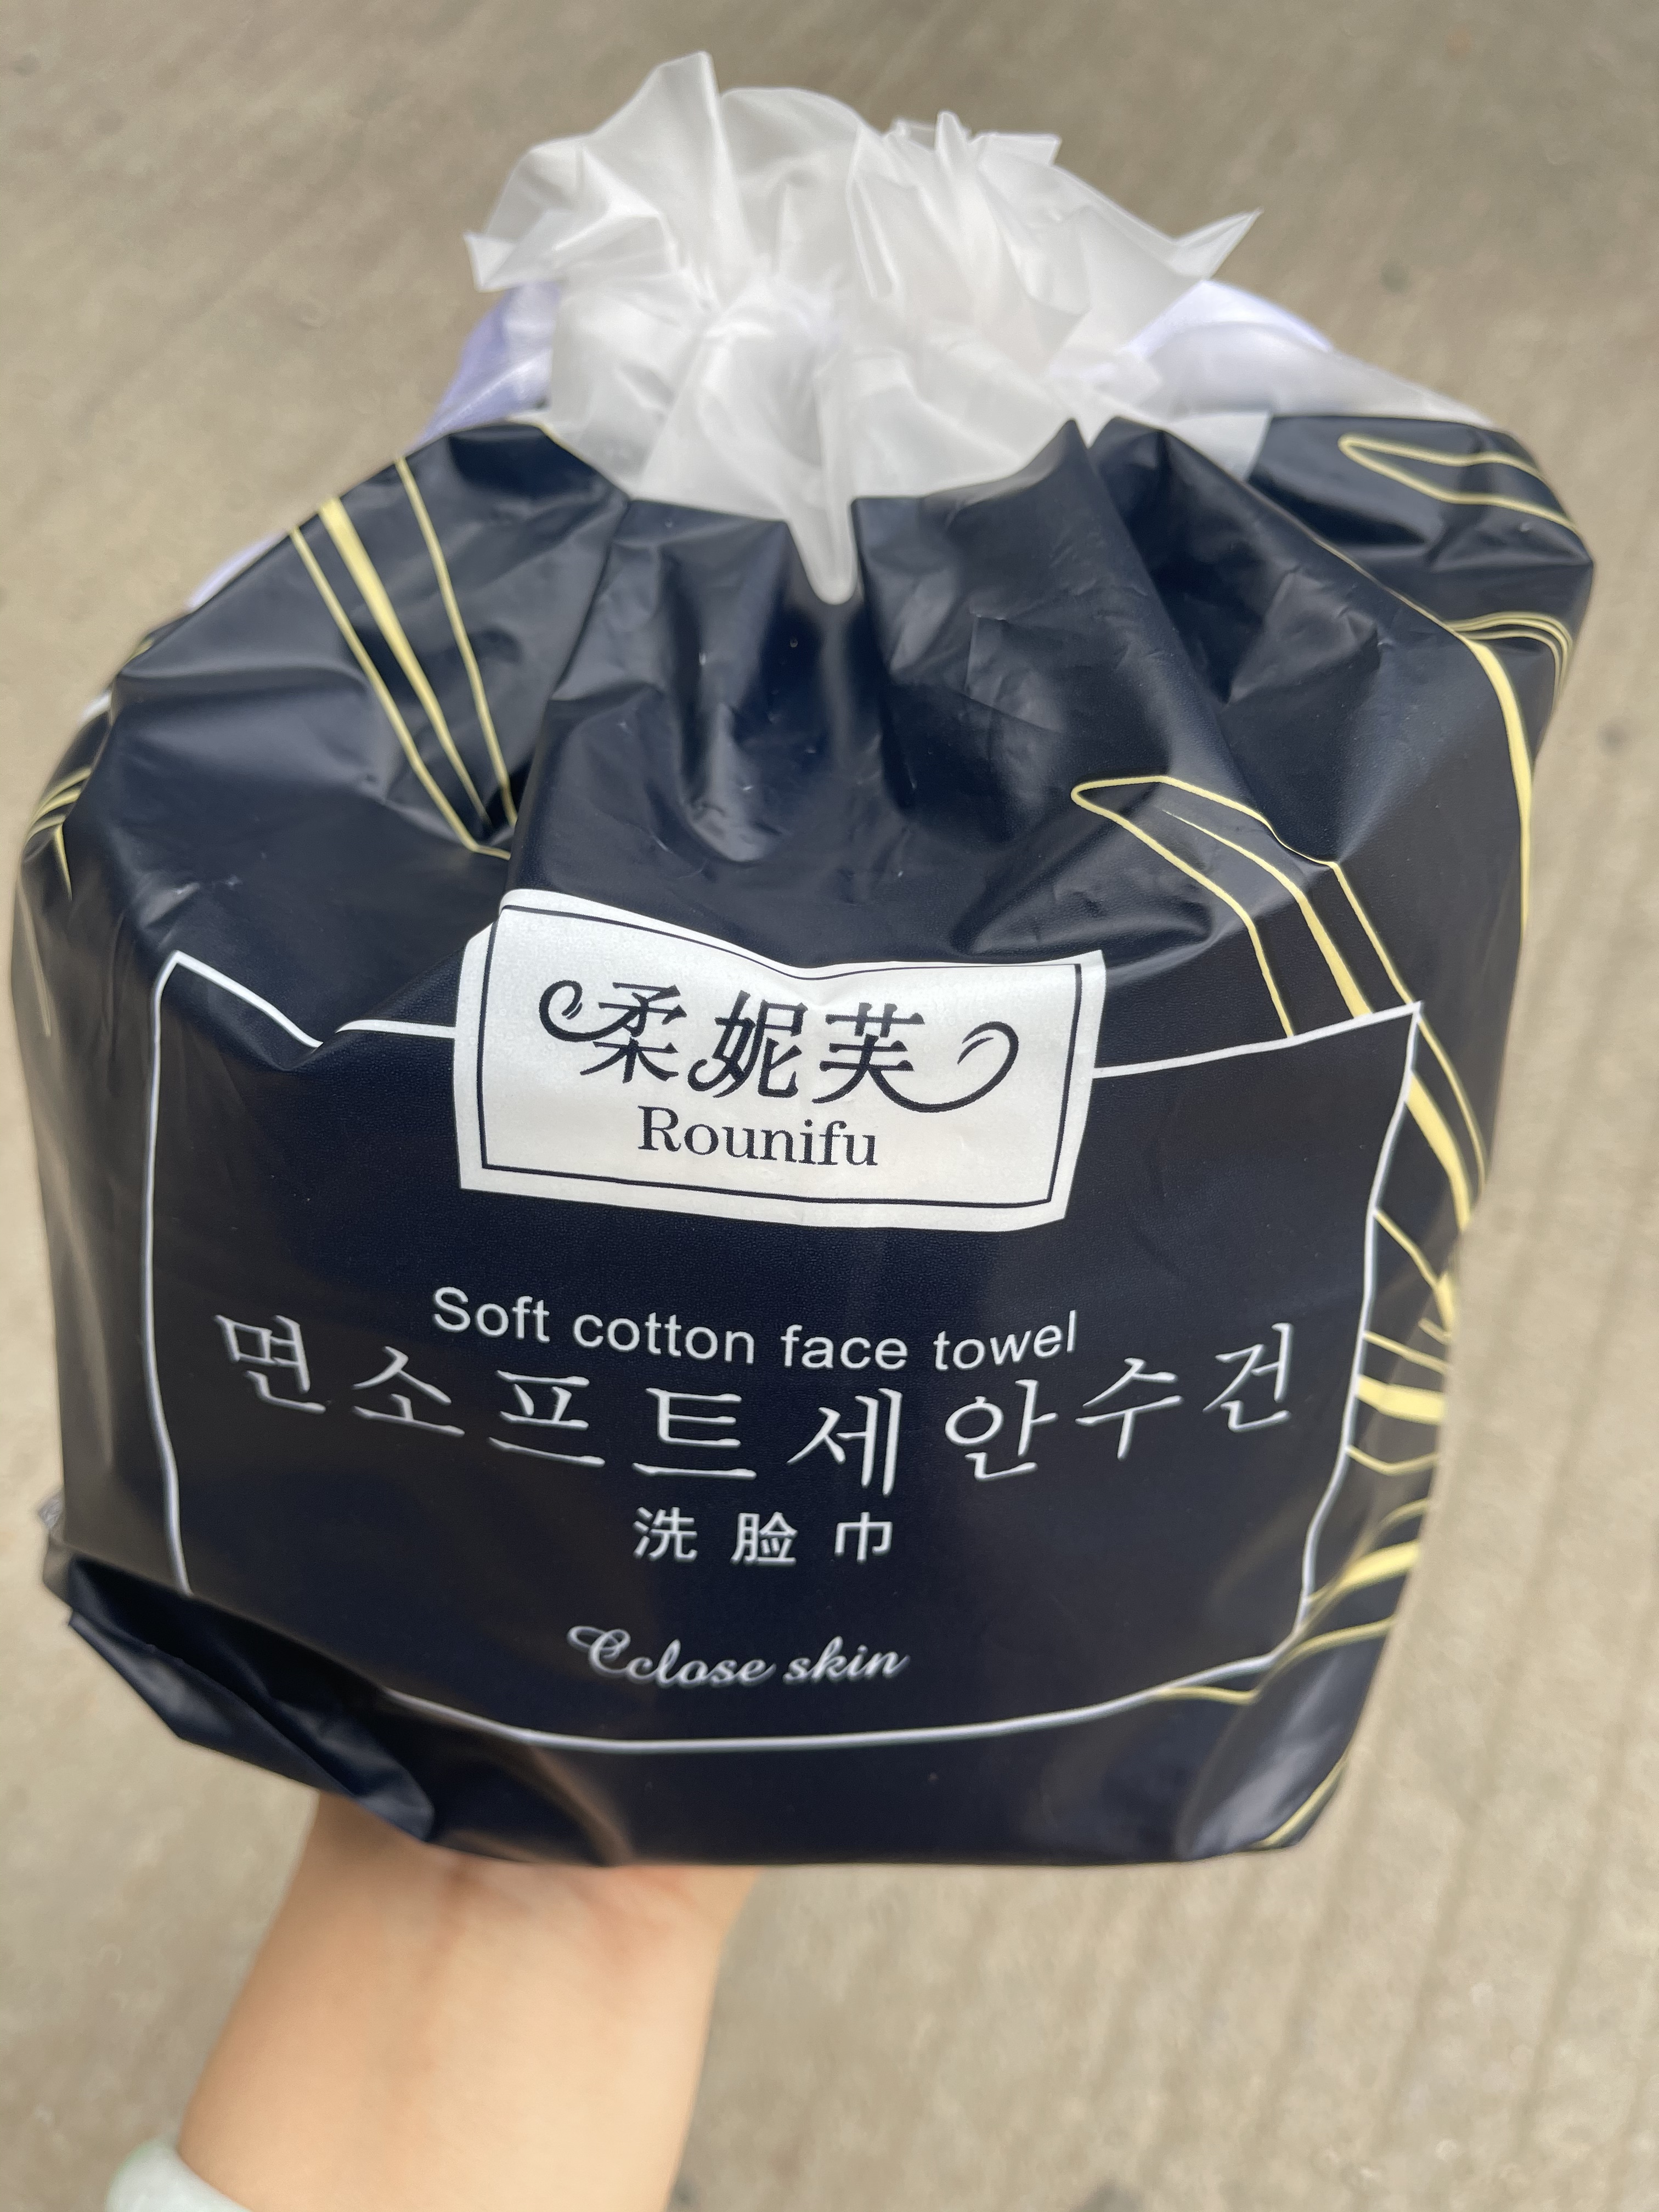 柔妮芙
Rounifu
Soft cotton face towel
면소프트세안수건
洗脸巾
Cclose skin